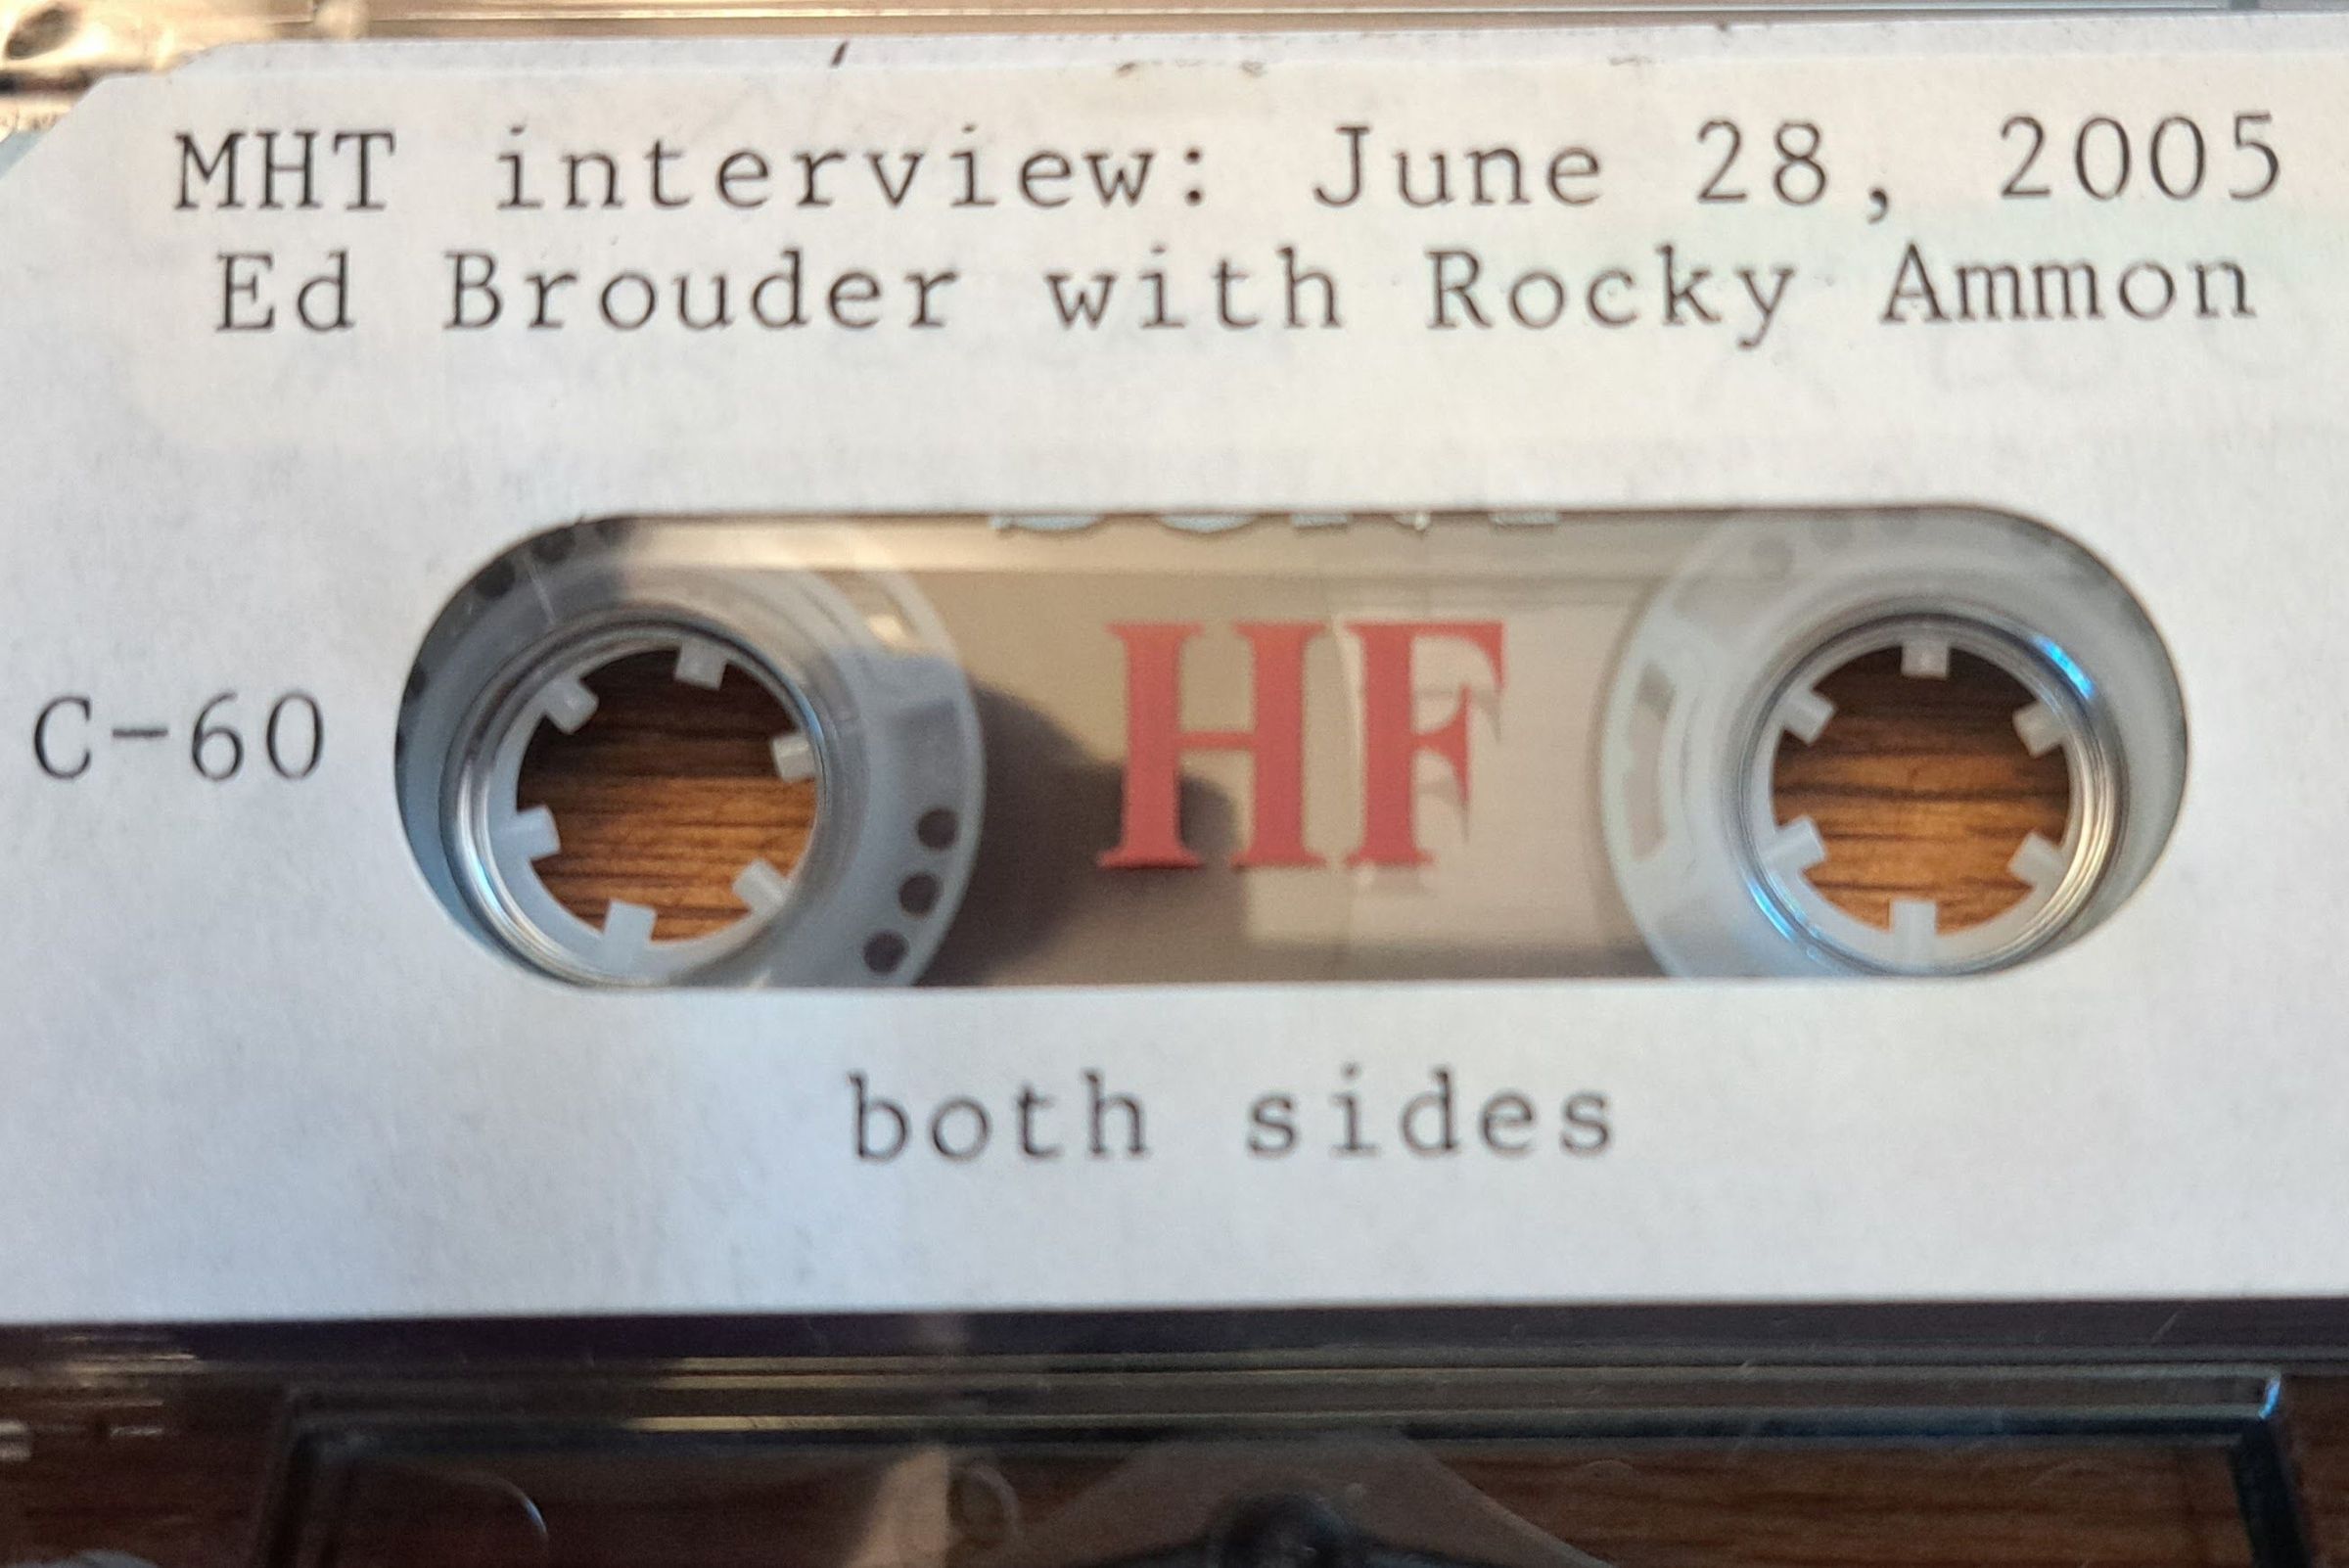 MHT interview: June 28, 2005
Ed Brouder with Rocky Ammon
C-60
HF
both sides